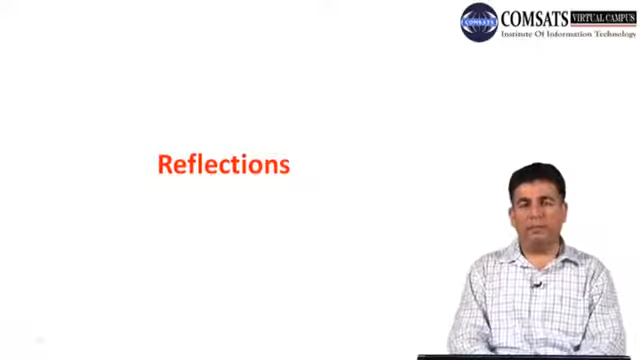 COMSATS VIRTUAL CAMPUS
Institute Of Information Technology
COMSATS
Reflections